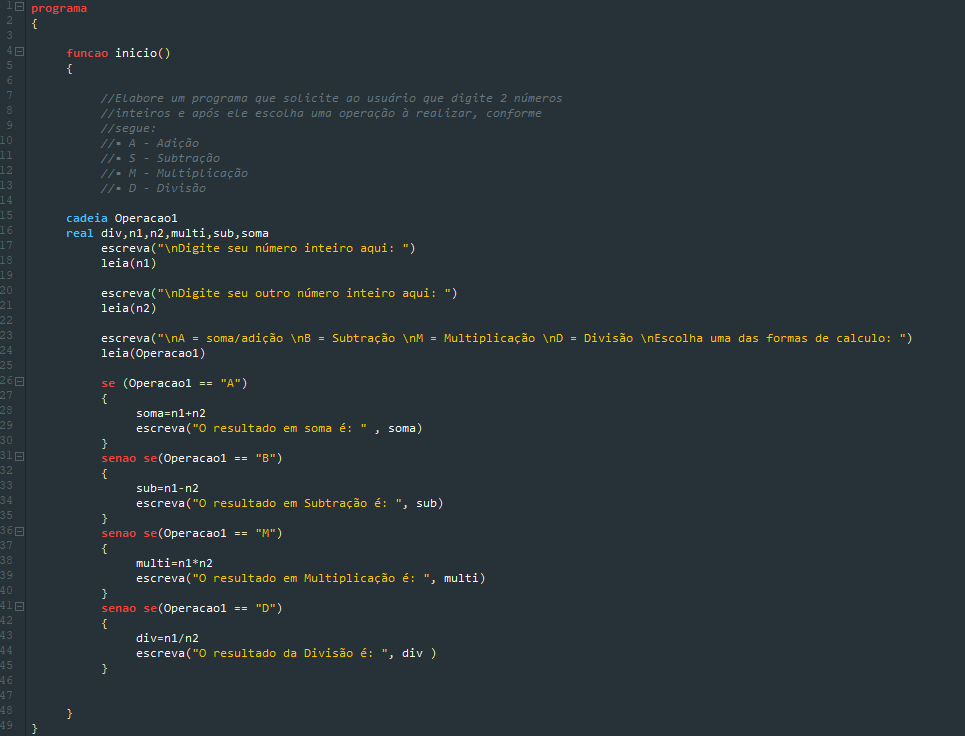 1 programa
2 {
3
4 funcao inicio()
5 {
6
7 //Elabore um programa que solicite ao usuário que digite 2 números
8 //inteiros e após ele escolha uma operação à realizar, conforme
9 //segue:
10 //▪ A - Adição
11 //▪ S - Subtração
12 //▪ M - Multiplicação
13 //▪ D - Divisão
14
15 cadeia Operacao1
16 real div,n1,n2,multi,sub,soma
17 escreva("\nDigite seu número inteiro aqui: ")
18 leia(n1)
19
20 escreva("\nDigite seu outro número inteiro aqui: ")
21 leia(n2)
22
23 escreva("\nA = soma/adição \nB = Subtração \nM = Multiplicação \nD = Divisão \nEscolha uma das formas de calculo: ")
24 leia(Operacao1)
25
26 se (Operacao1 == "A")
27 {
28 soma=n1+n2
29 escreva("O resultado em soma é: " , soma)
30 }
31 senao se(Operacao1 == "B")
32 {
33 sub=n1-n2
34 escreva("O resultado em Subtração é: ", sub)
35 }
36 senao se(Operacao1 == "M")
37 {
38 multi=n1*n2
39 escreva("O resultado em Multiplicação é: ", multi)
40 }
41 senao se(Operacao1 == "D")
42 {
43 div=n1/n2
44 escreva("O resultado da Divisão é: ", div )
45 }
46
47
48 }
49 }